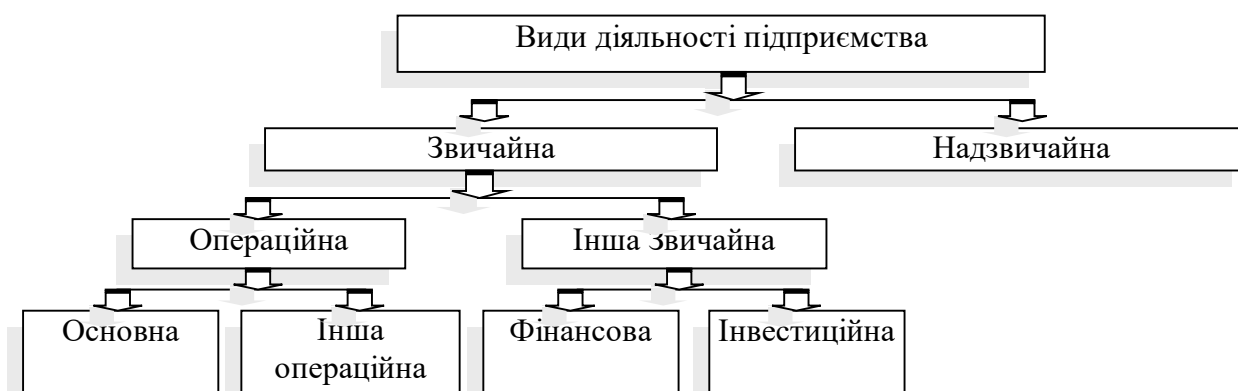 Види діяльності підприємства
Звичайна
Надзвичайна
Операційна
Інша Звичайна
Основна
Інша
операційна
Фінансова
Інвестиційна